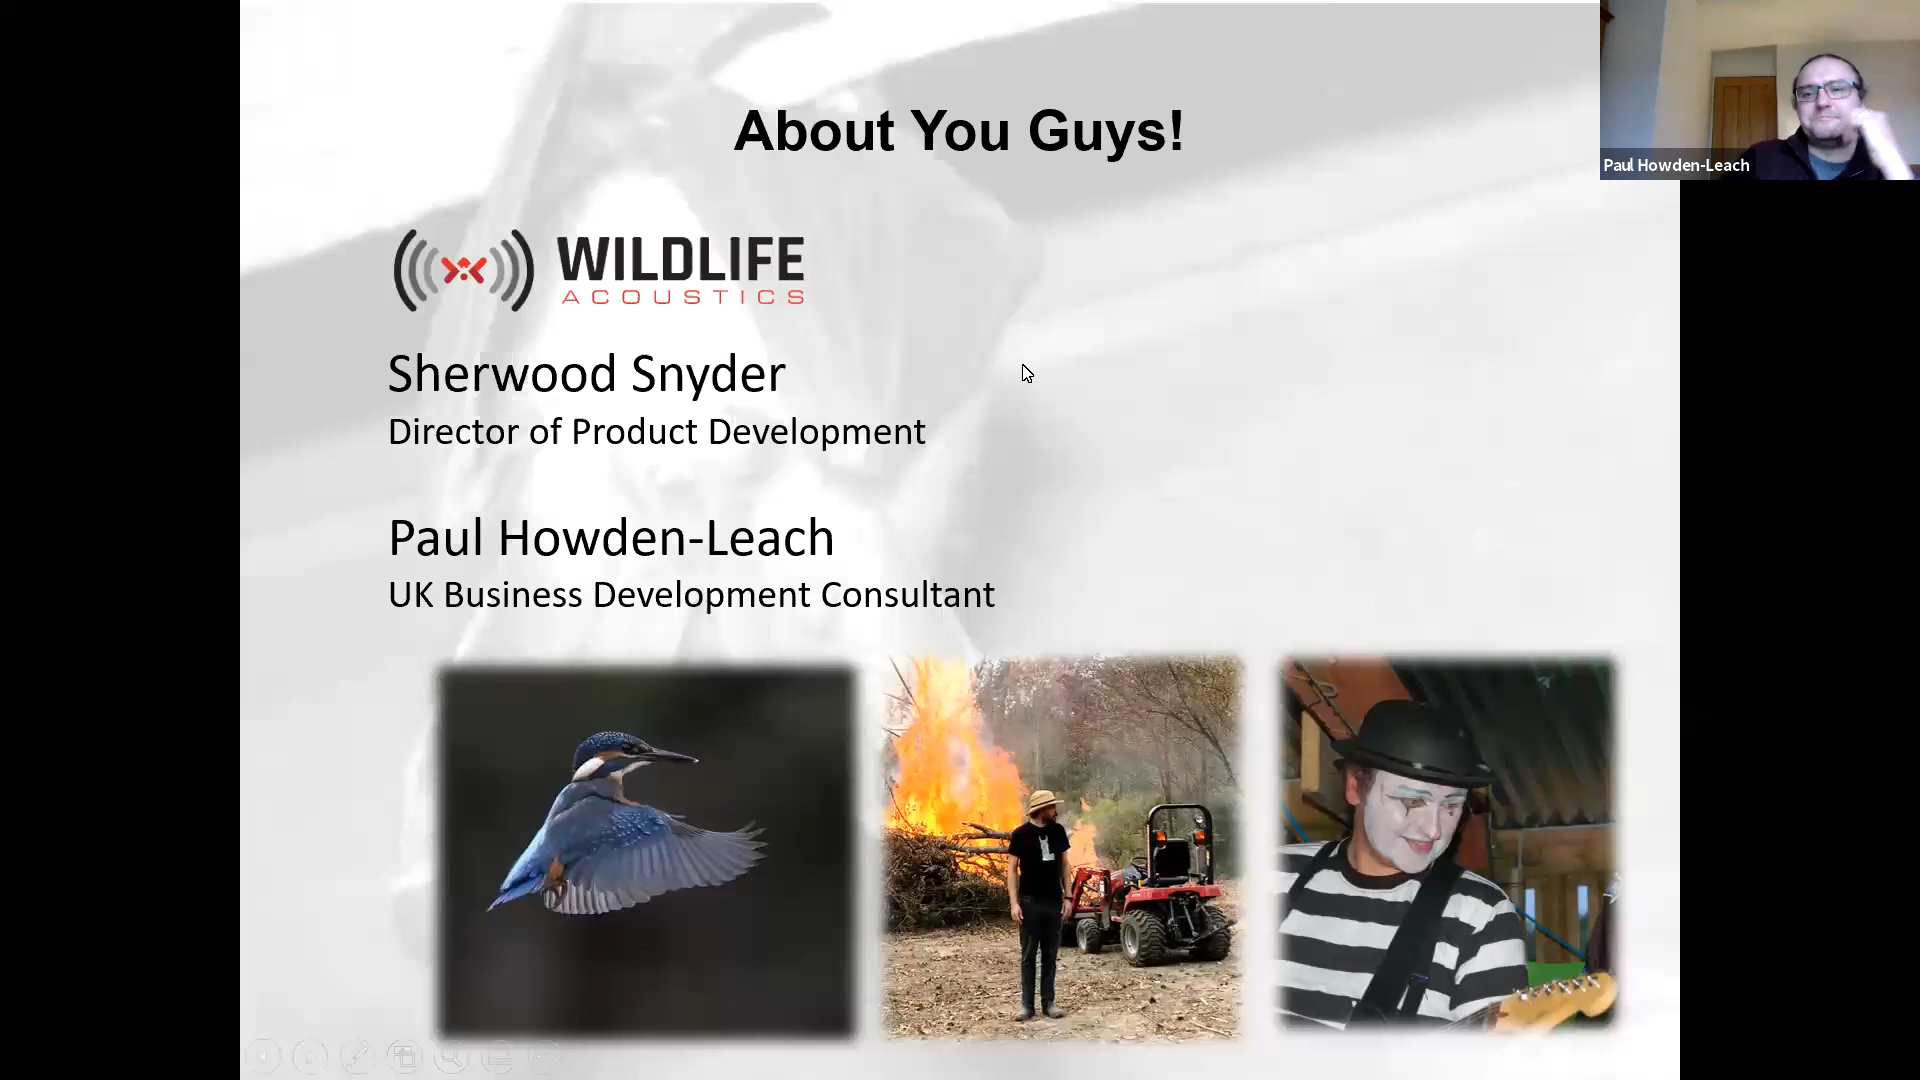 About You Guys!
Paul Howden-Leach
WILDLIFE
ACOUSTICS
Sherwood Snyder
Director of Product Development
Paul Howden-Leach
UK Business Development Consultant